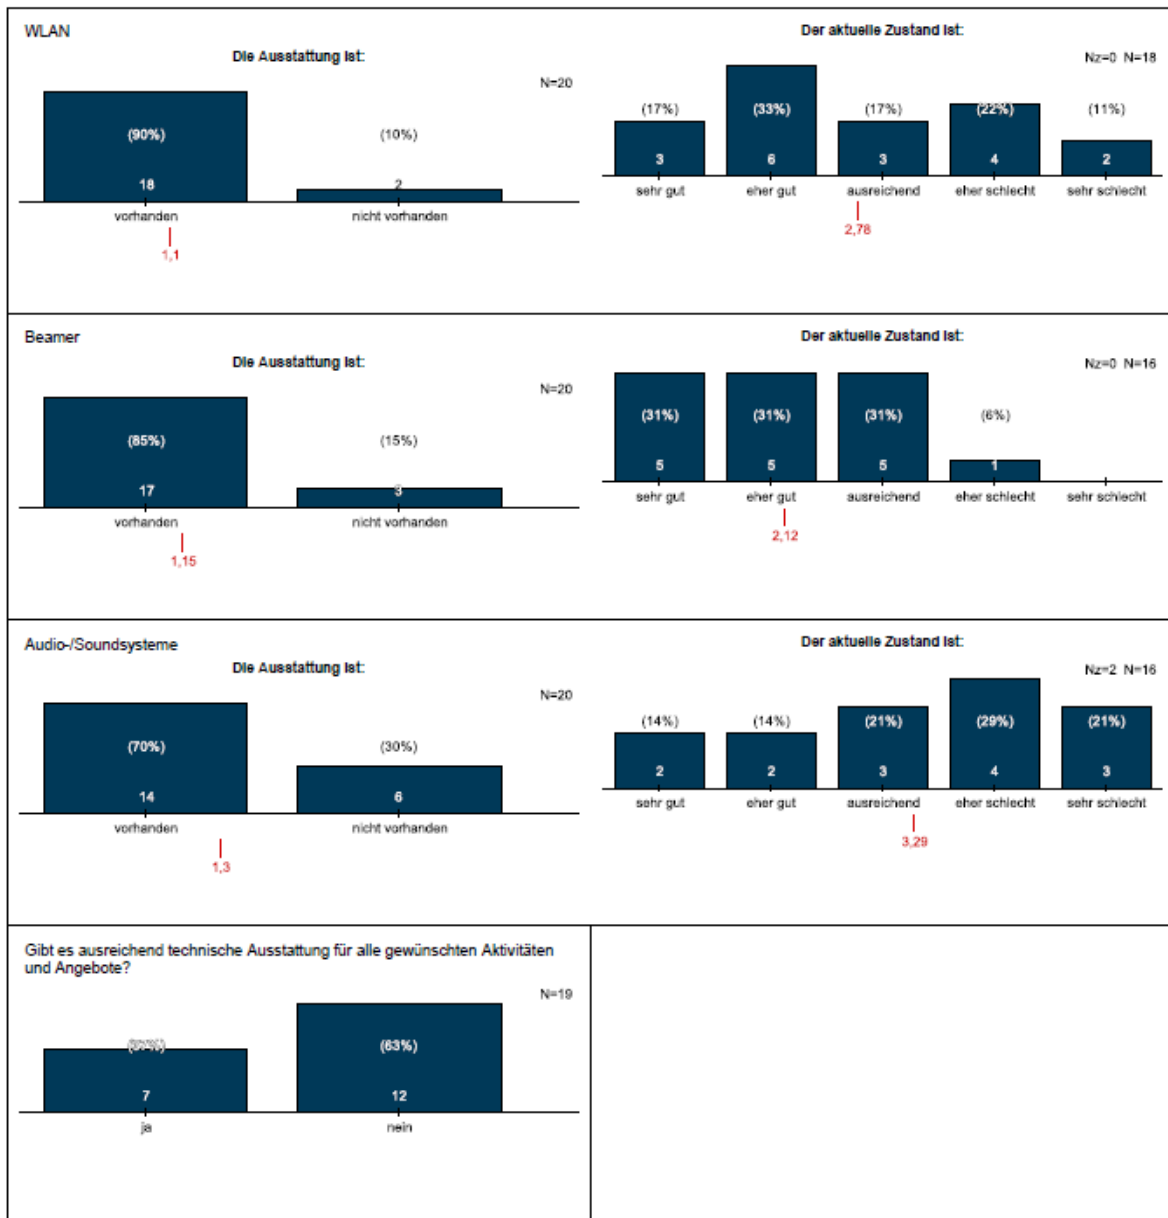 WLAN
Die Ausstattung ist:
N=20
(90%)
(10%)
18
2
vorhanden
nicht vorhanden
1,1
Der aktuelle Zustand ist:
Nz=0 N=18
(17%)
(33%)
(17%)
(22%)
(11%)
3
6
3
4
2
sehr gut
eher gut
ausreichend
eher schlecht
sehr schlecht
2,78
Beamer
Die Ausstattung ist:
N=20
(85%)
(15%)
17
3
vorhanden
nicht vorhanden
1,15
Der aktuelle Zustand ist:
Nz=0 N=16
(31%)
(31%)
(31%)
(6%)
5
5
5
1
sehr gut
eher gut
ausreichend
eher schlecht
sehr schlecht
2,12
Audio-/Soundsysteme
Die Ausstattung ist:
N=20
(70%)
(30%)
14
6
vorhanden
nicht vorhanden
1,3
Der aktuelle Zustand ist:
Nz=2 N=16
(14%)
(14%)
(21%)
(29%)
(21%)
2
2
3
4
3
sehr gut
eher gut
ausreichend
eher schlecht
sehr schlecht
3,29
Gibt es ausreichend technische Ausstattung für alle gewünschten Aktivitäten
und Angebote?
N=19
(63%)
7
12
ja
nein